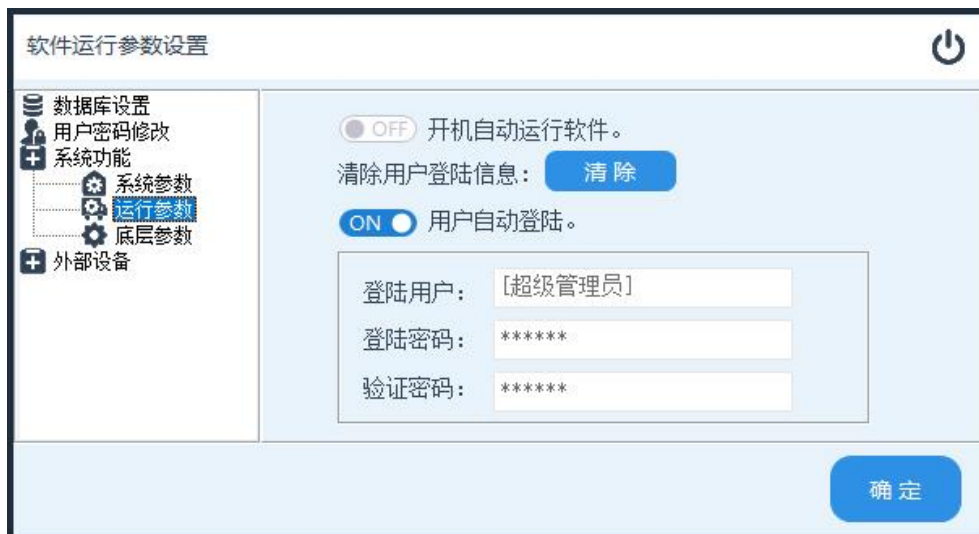 软件运行参数设置
数据库设置
用户密码修改
系统功能
系统参数
运行参数
底层参数
外部设备
OFF 开机自动运行软件。
清除用户登陆信息： 清除
ON 用户自动登陆。
登陆用户： [超级管理员]
登陆密码： ******
验证密码： ******
确定